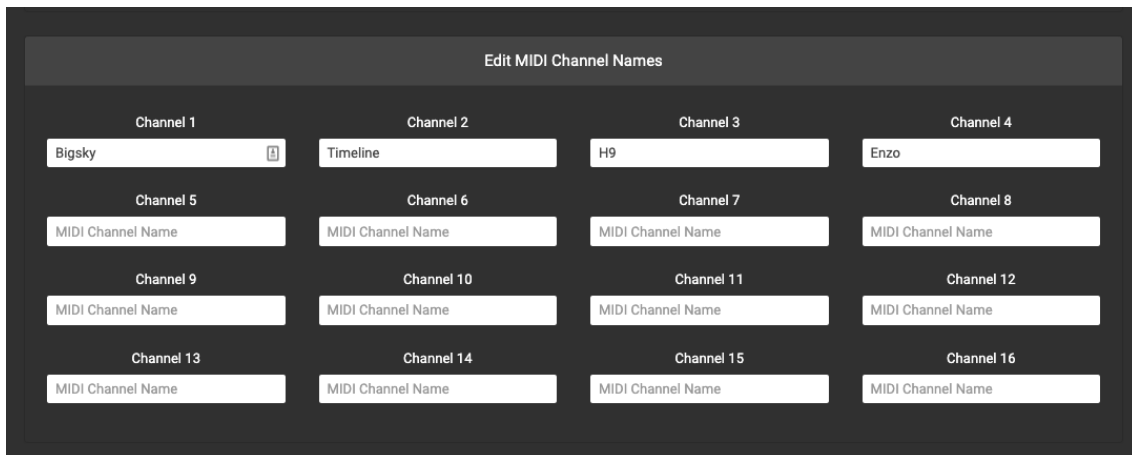 Edit MIDI Channel Names
Channel 1 Channel 2 Channel 3 Channel 4
Bigsky Timeline H9 Enzo
Channel 5 Channel 6 Channel 7 Channel 8
MIDI Channel Name MIDI Channel Name MIDI Channel Name MIDI Channel Name
Channel 9 Channel 10 Channel 11 Channel 12
MIDI Channel Name MIDI Channel Name MIDI Channel Name MIDI Channel Name
Channel 13 Channel 14 Channel 15 Channel 16
MIDI Channel Name MIDI Channel Name MIDI Channel Name MIDI Channel Name